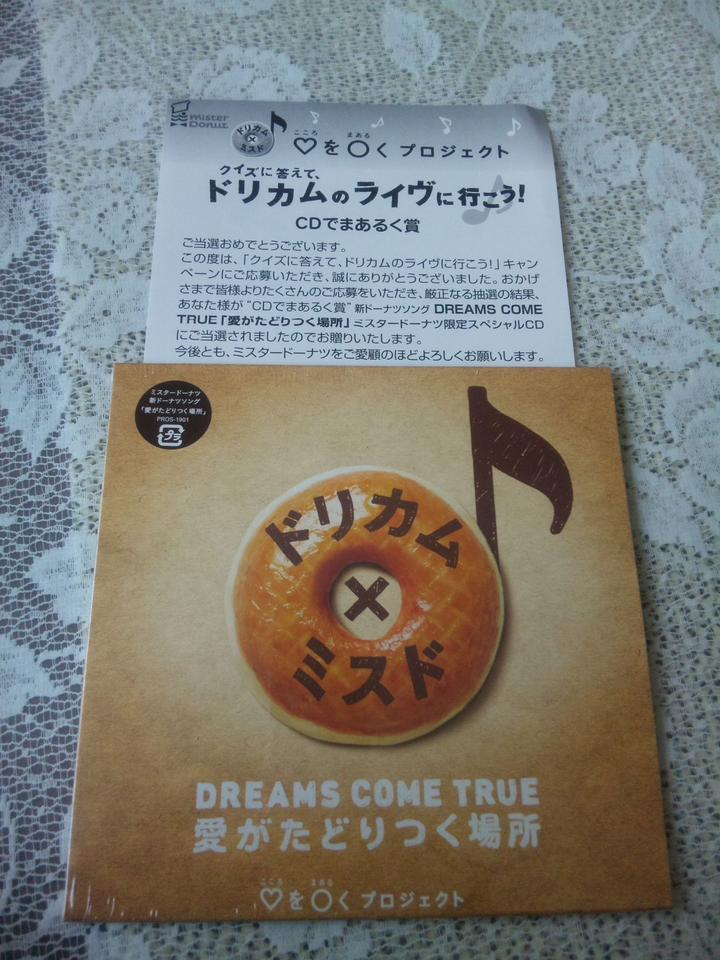 mister
Donut
ドリカム
×
ミスド
こころ まある
♡を○く プロジェクト
クイズに答えて、
ドリカムのライヴに行こう!
CDでまあるく賞
ご当選おめでとうございます。
この度は、「クイズに答えて、ドリカムのライヴに行こう!」キャン
ペーンにご応募いただき、誠にありがとうございました。おかげ
さまで皆様よりたくさんのご応募をいただき、厳正なる抽選の結果、
あなた様が“CDでまあるく賞”新ドーナツソング DREAMS COME
TRUE「愛がたどりつく場所」ミスタードーナツ限定スペシャルCD
にご当選されましたのでお贈りいたします。
今後とも、ミスタードーナツをご愛顧のほどよろしくお願いします。
ミスタードーナツ
新ドーナツソング
「愛がたどりつく場所」
PROS-1901
プラ
ドリカム
×
ミスド
DREAMS COME TRUE
愛がたどりつく場所
こころ まある
♡を○く プロジェクト